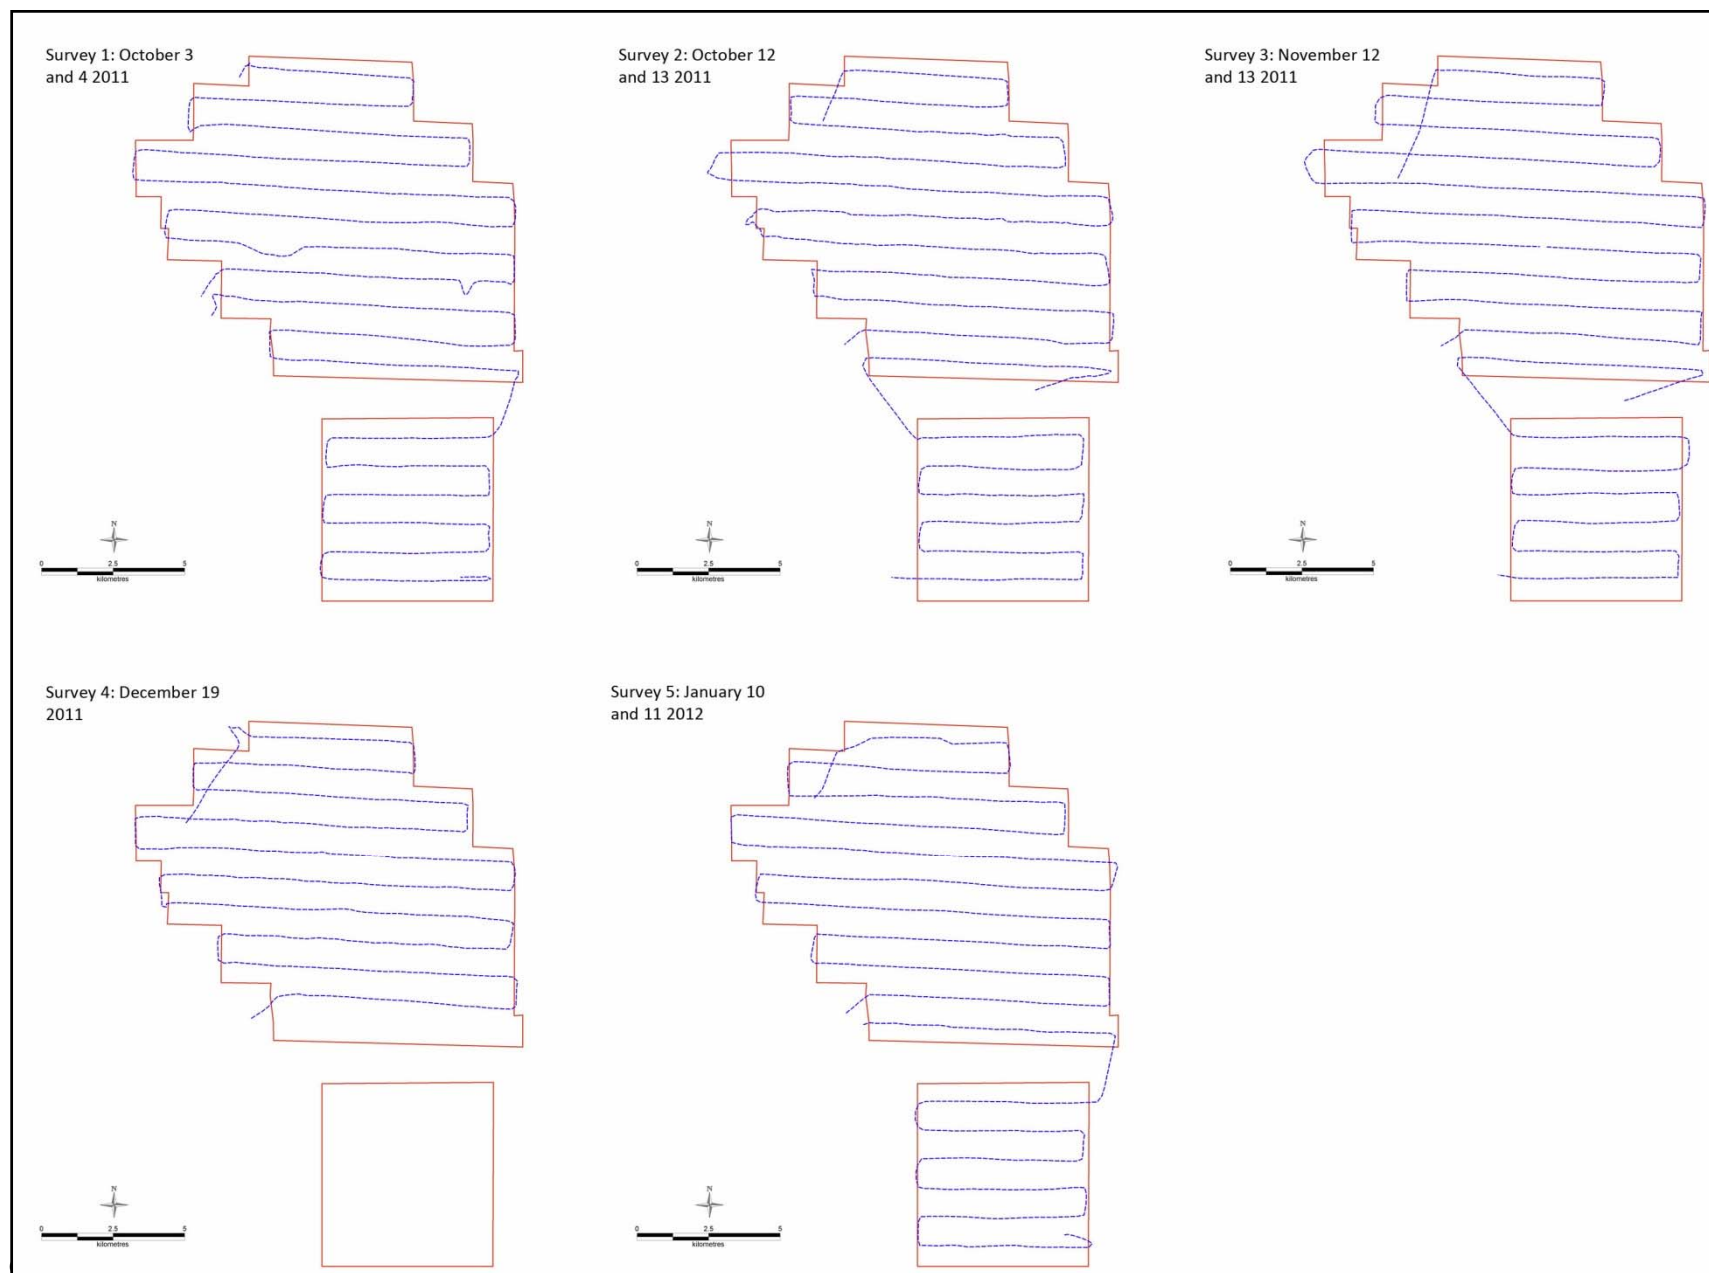 Survey 1: October 3
and 4 2011
Survey 2: October 12
and 13 2011
Survey 3: November 12
and 13 2011
N
0 2.5 5
kilometres
N
0 2.5 5
kilometres
N
0 2.5 5
kilometres
Survey 4: December 19
2011
Survey 5: January 10
and 11 2012
N
0 2.5 5
kilometres
N
0 2.5 5
kilometres